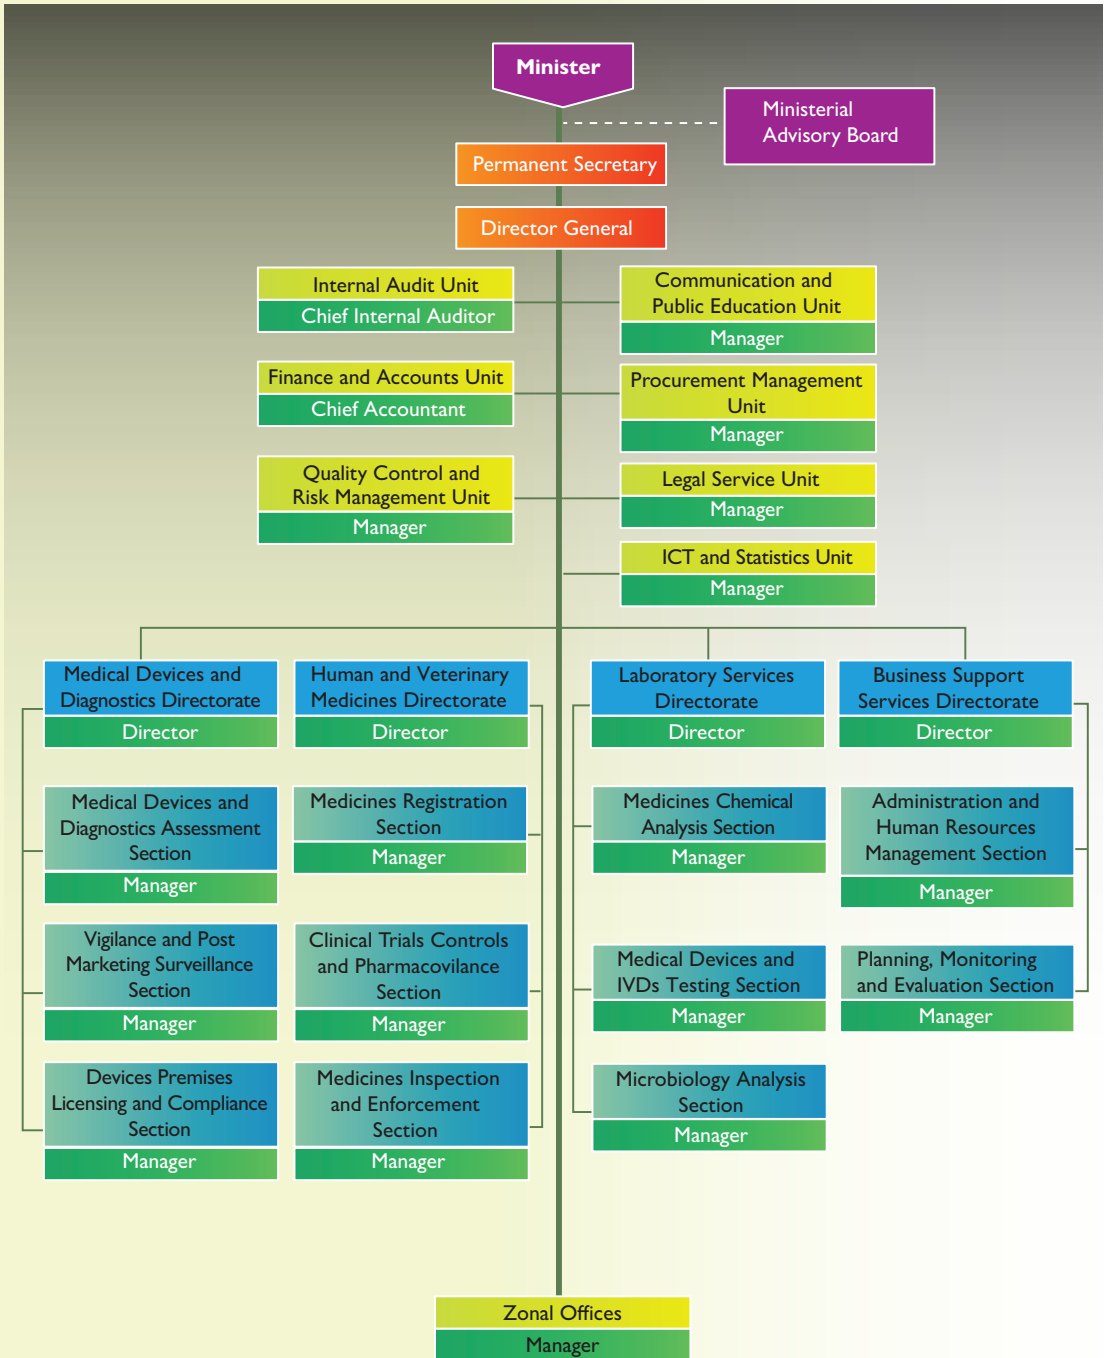 Minister
Ministerial
Advisory Board
Permanent Secretary
Director General
Internal Audit Unit
Chief Internal Auditor
Communication and
Public Education Unit
Manager
Finance and Accounts Unit
Chief Accountant
Procurement Management
Unit
Manager
Quality Control and
Risk Management Unit
Manager
Legal Service Unit
Manager
ICT and Statistics Unit
Manager
Medical Devices and
Diagnostics Directorate
Director
Human and Veterinary
Medicines Directorate
Director
Laboratory Services
Directorate
Director
Business Support
Services Directorate
Director
Medical Devices and
Diagnostics Assessment
Section
Manager
Medicines Registration
Section
Manager
Medicines Chemical
Analysis Section
Manager
Administration and
Human Resources
Management Section
Manager
Vigilance and Post
Marketing Surveillance
Section
Manager
Clinical Trials Controls
and Pharmacovilance
Section
Manager
Medical Devices and
IVDs Testing Section
Manager
Planning, Monitoring
and Evaluation Section
Manager
Devices Premises
Licensing and Compliance
Section
Manager
Medicines Inspection
and Enforcement
Section
Manager
Microbiology Analysis
Section
Manager
Zonal Offices
Manager